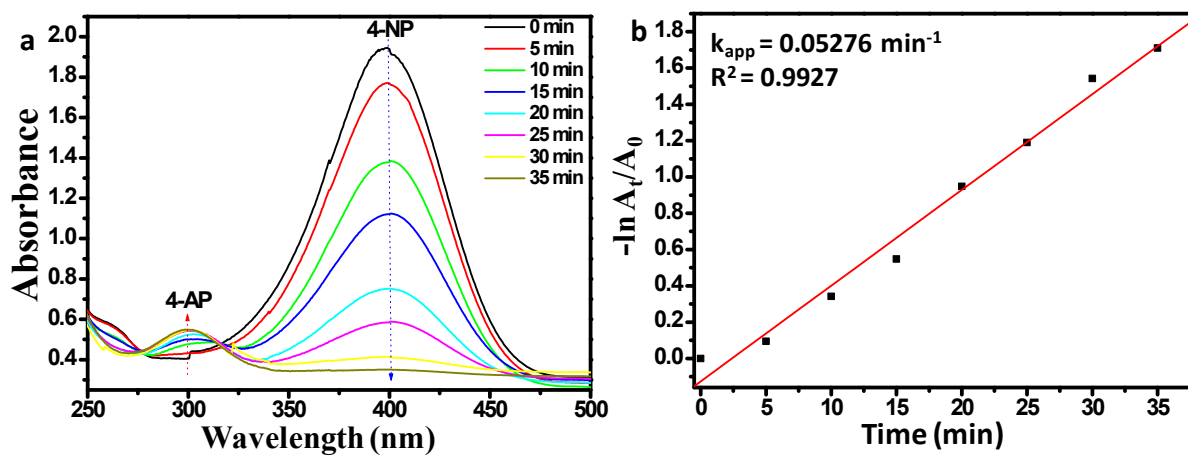 a
4-NP
4-AP
0 min
5 min
10 min
15 min
20 min
25 min
30 min
35 min
2.0
1.8
1.6
1.4
1.2
1.0
0.8
0.6
0.4
Absorbance
250 300 350 400 450 500
Wavelength (nm)
b
k_app = 0.05276 min⁻¹
R² = 0.9927
1.8
1.6
1.4
1.2
1.0
0.8
0.6
0.4
0.2
0.0
-ln A_t/A_0
0 5 10 15 20 25 30 35
Time (min)